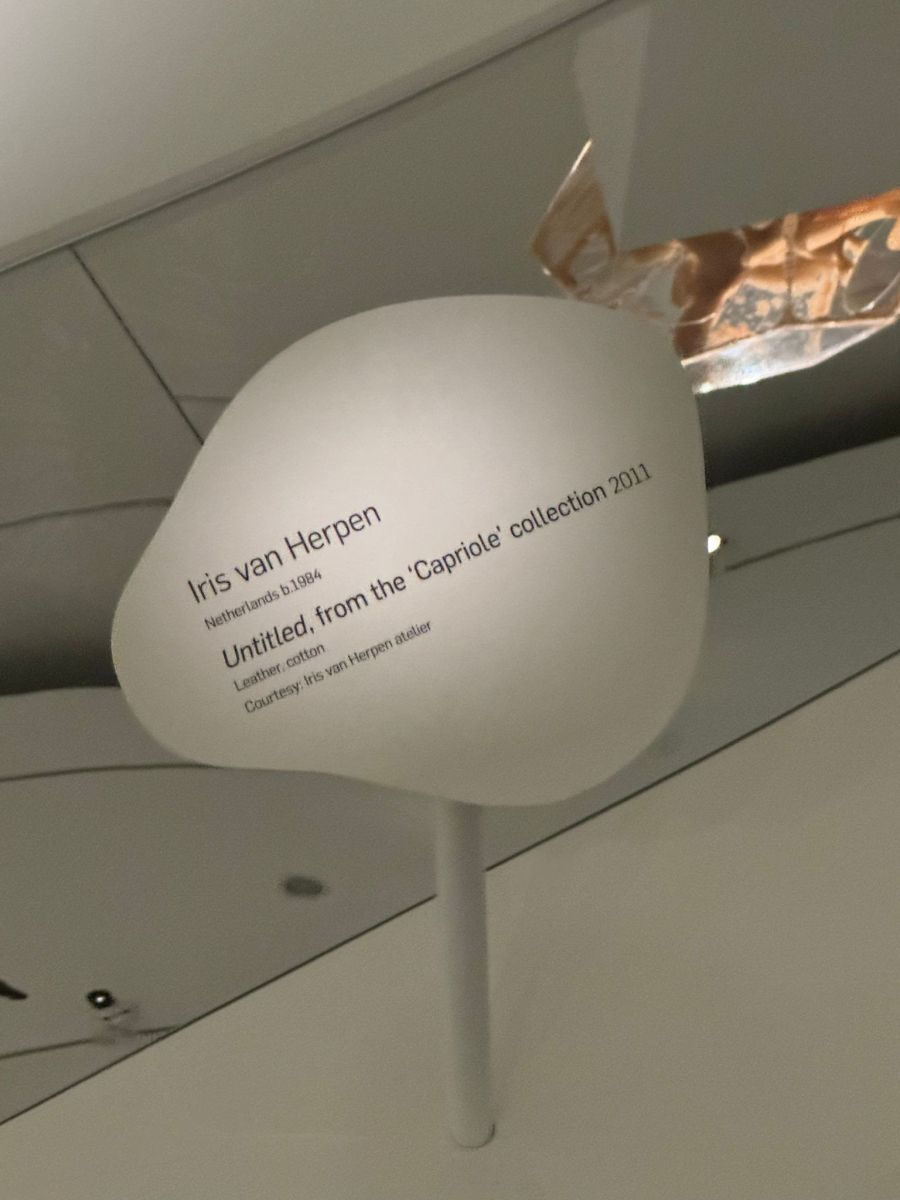 Iris van Herpen
Netherlands b.1984
Untitled, from the ‘Capriole’ collection 2011
Leather, cotton
Courtesy: Iris van Herpen atelier